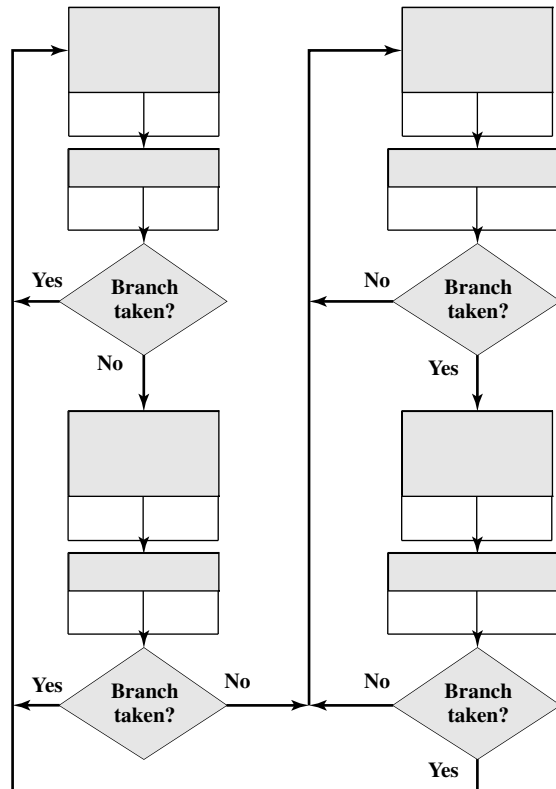 Yes
Branch
taken?
No
No
Branch
taken?
Yes
Yes
Branch
taken?
No
No
Branch
taken?
Yes